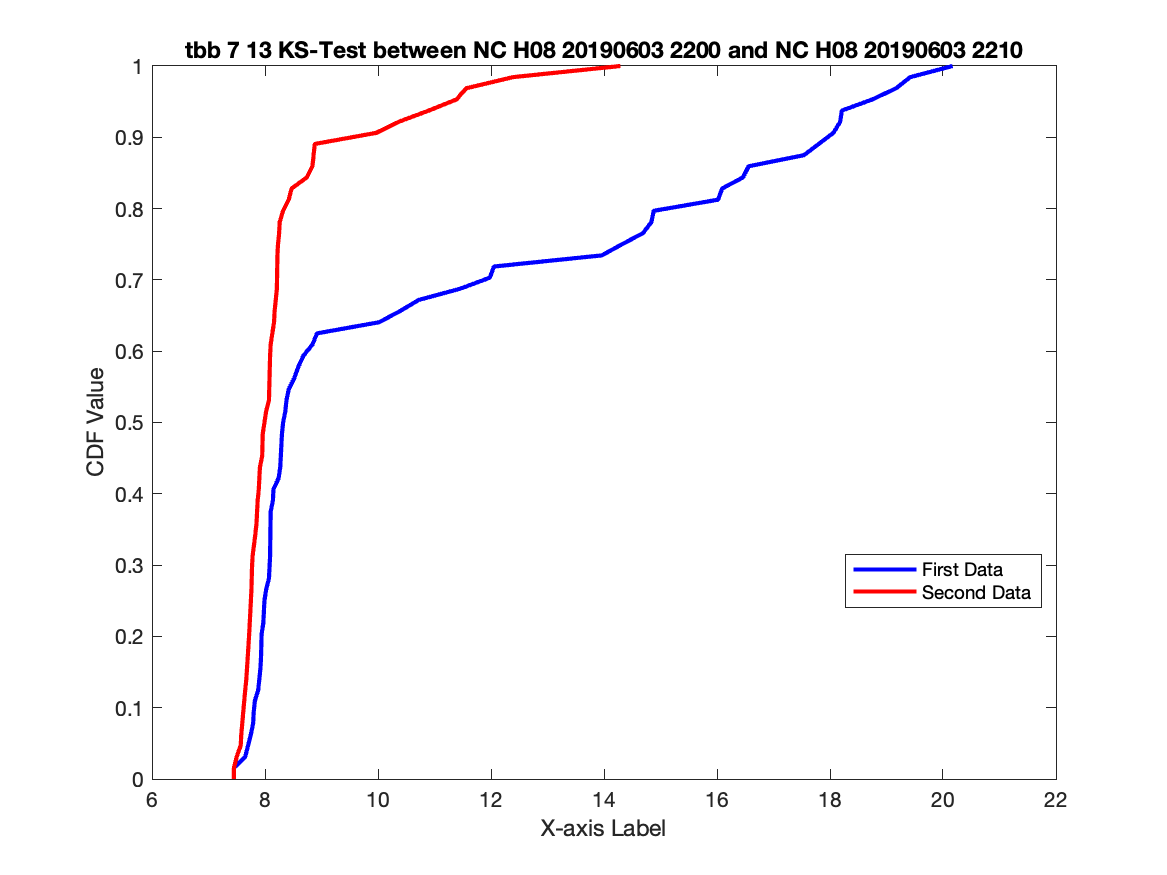 tbb 7 13 KS-Test between NC H08 20190603 2200 and NC H08 20190603 2210
1
0.9
0.8
0.7
0.6
0.5
0.4
0.3
0.2
0.1
0
CDF Value
First Data
Second Data
6 8 10 12 14 16 18 20 22
X-axis Label